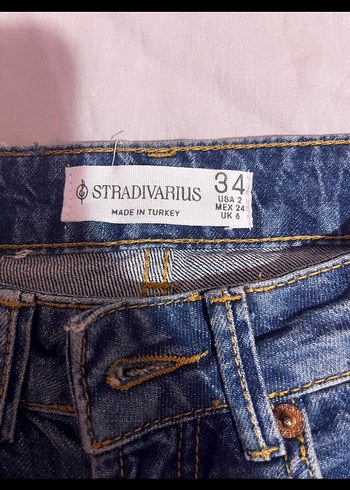 STRADIVARIUS
MADE IN TURKEY
34
USA 2
MEX 24
UK 6